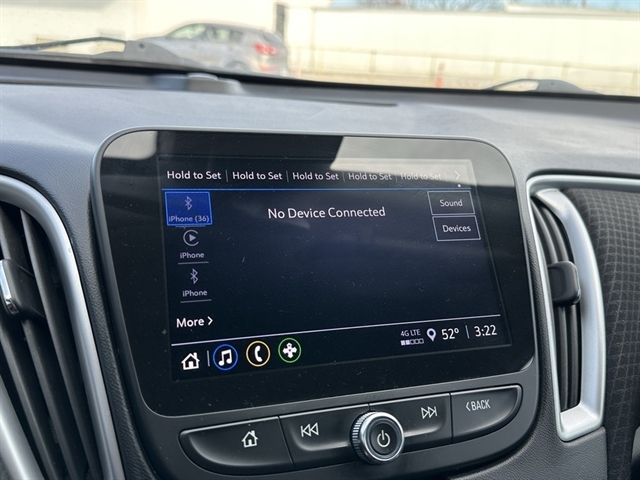 Hold to Set Hold to Set Hold to Set Hold to Set Hold to Set >
iPhone (36)
No Device Connected
Sound
Devices
iPhone
iPhone
More >
4G LTE
52° 3:22
<BACK